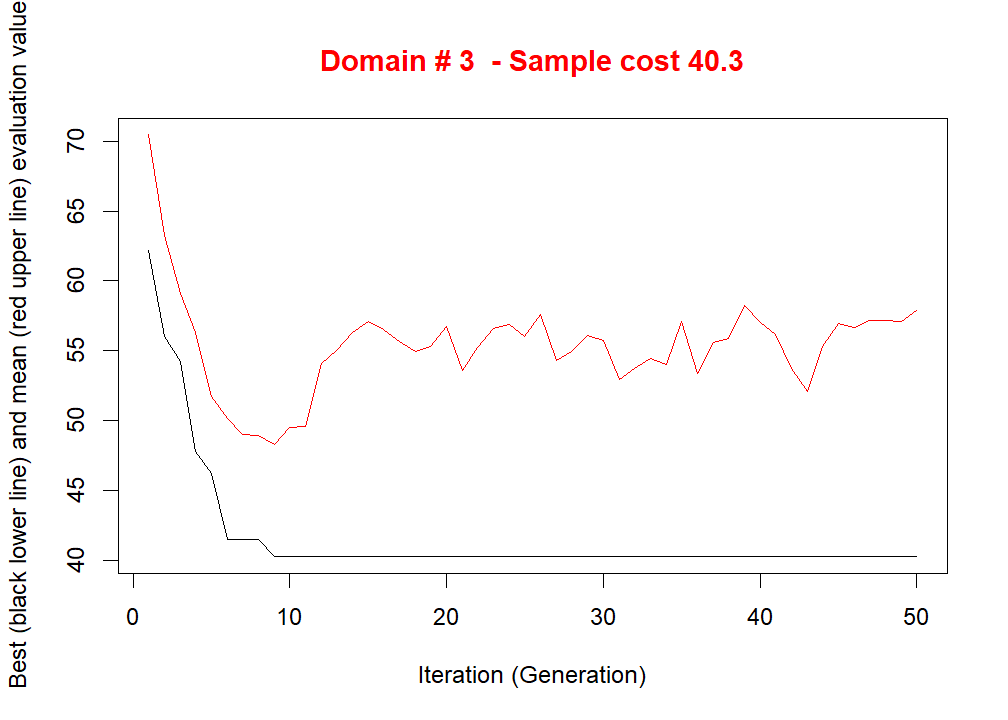 Domain # 3  - Sample cost 40.3
Best (black lower line) and mean (red upper line) evaluation value
70
65
60
55
50
45
40
0 10 20 30 40 50
Iteration (Generation)